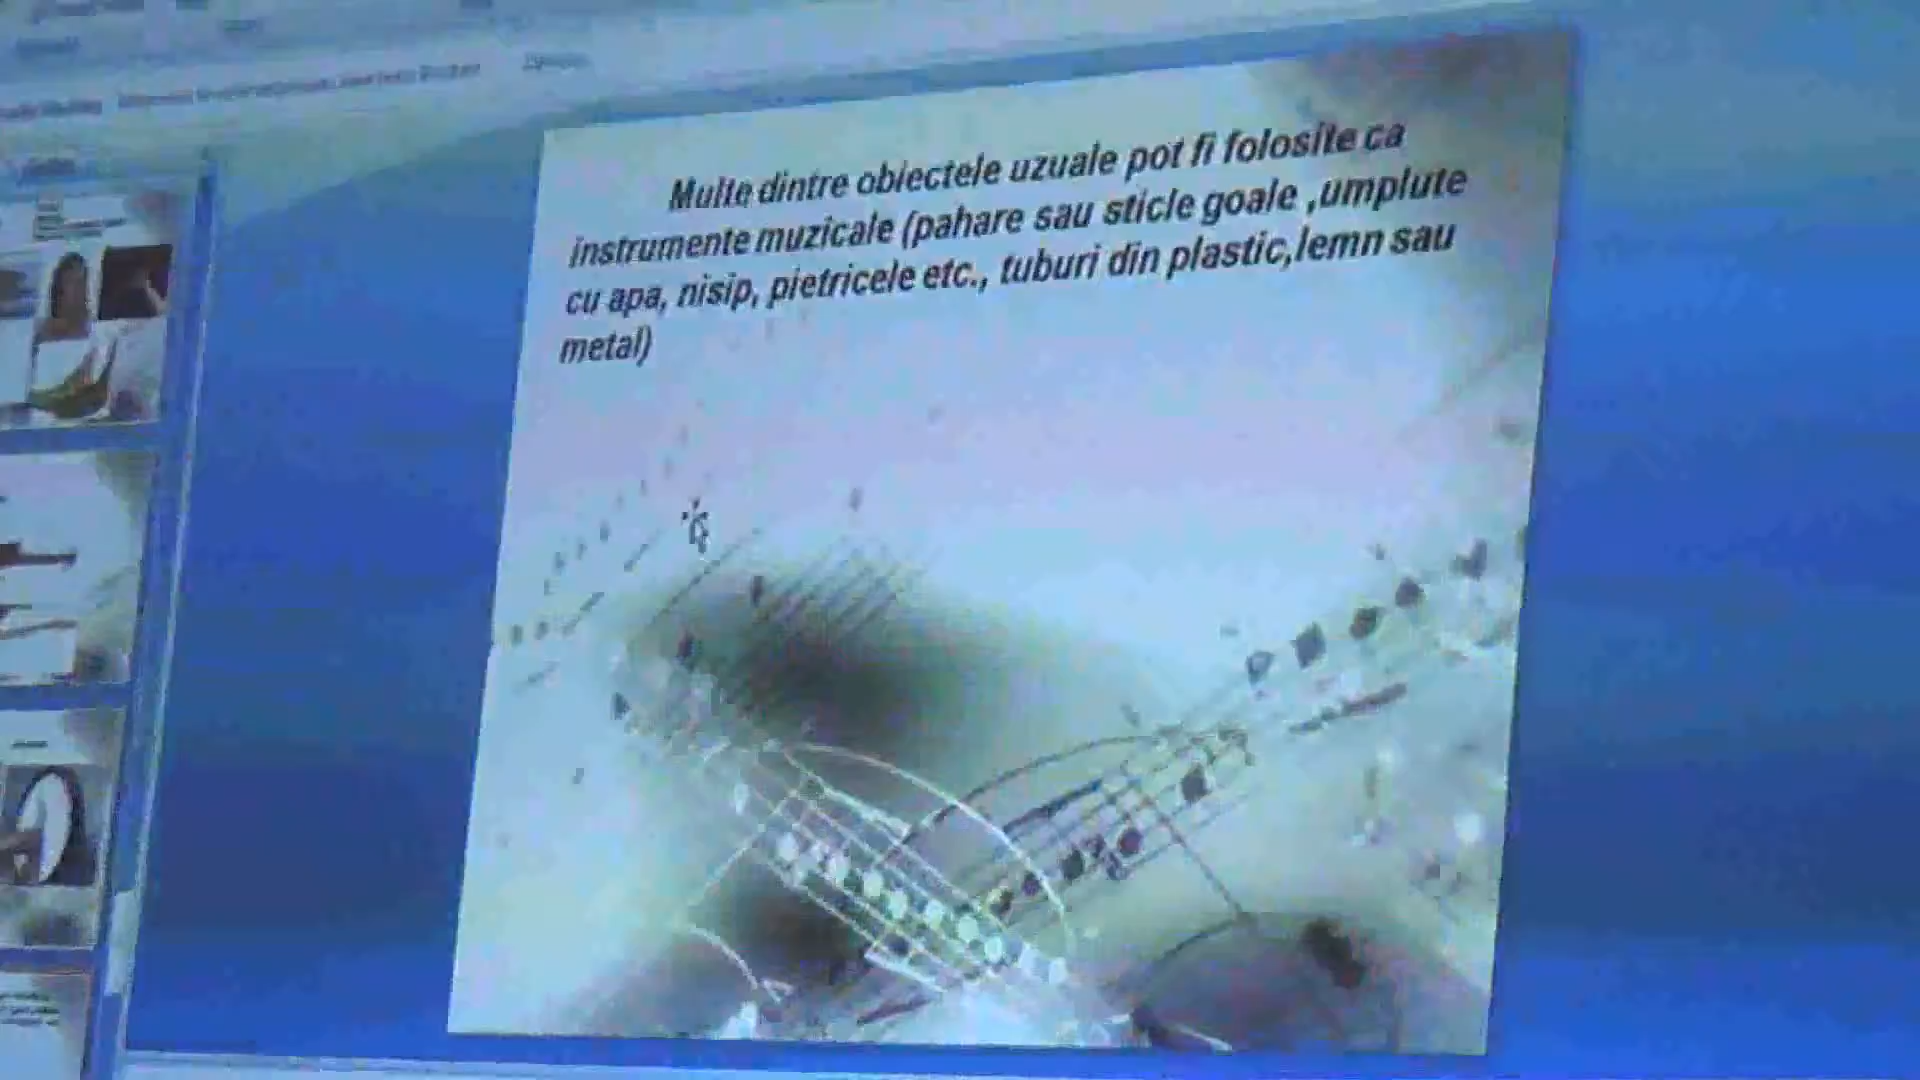 Multe dintre obiectele uzuale pot fi folosite ca
instrumente muzicale (pahare sau sticle goale ,umplute
cu apa, nisip, pietricele etc., tuburi din plastic,lemn sau
metal)